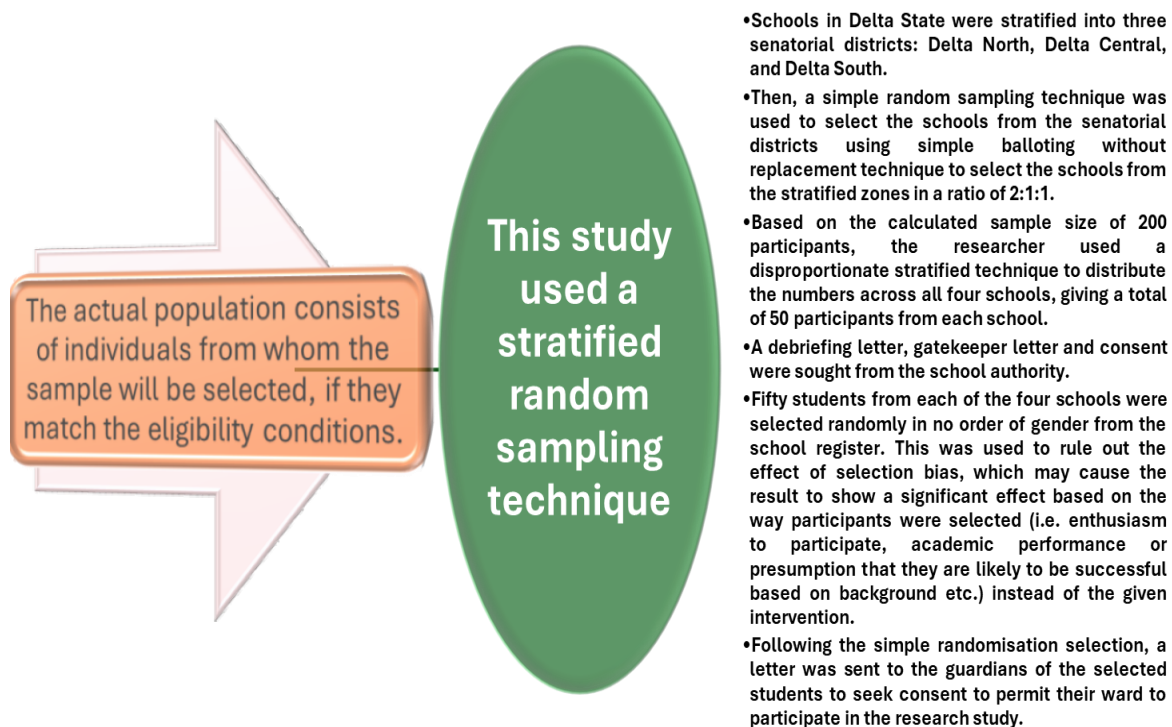 The actual population consists
of individuals from whom the
sample will be selected, if they
match the eligibility conditions.
This study
used a
stratified
random
sampling
technique
•Schools in Delta State were stratified into three
senatorial districts: Delta North, Delta Central,
and Delta South.
•Then, a simple random sampling technique was
used to select the schools from the senatorial
districts using simple balloting without
replacement technique to select the schools from
the stratified zones in a ratio of 2:1:1.
•Based on the calculated sample size of 200
participants, the researcher used a
disproportionate stratified technique to distribute
the numbers across all four schools, giving a total
of 50 participants from each school.
•A debriefing letter, gatekeeper letter and consent
were sought from the school authority.
•Fifty students from each of the four schools were
selected randomly in no order of gender from the
school register. This was used to rule out the
effect of selection bias, which may cause the
result to show a significant effect based on the
way participants were selected (i.e. enthusiasm
to participate, academic performance or
presumption that they are likely to be successful
based on background etc.) instead of the given
intervention.
•Following the simple randomisation selection, a
letter was sent to the guardians of the selected
students to seek consent to permit their ward to
participate in the research study.